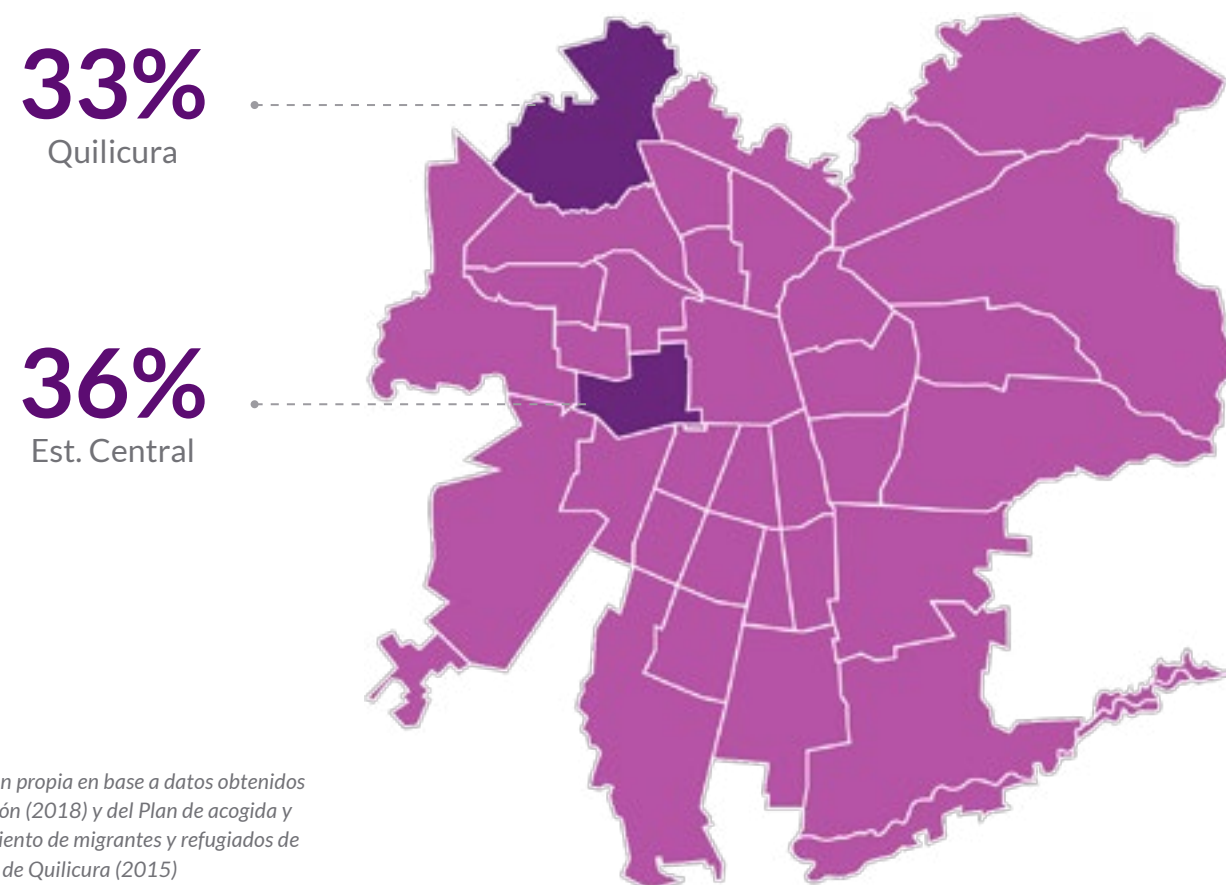 33%
Quilicura
36%
Est. Central
n propia en base a datos obtenidos
ón (2018) y del Plan de acogida y
iento de migrantes y refugiados de
de Quilicura (2015)